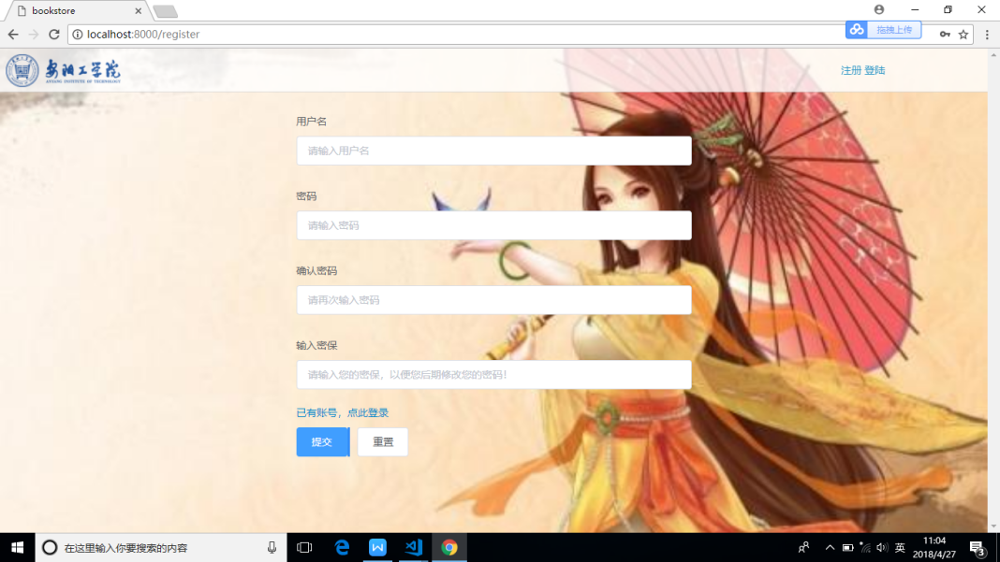 bookstore
localhost:8000/register
拖拽上传
安阳工学院
ANYANG INSTITUTE OF TECHNOLOGY
注册 登陆
用户名
请输入用户名
密码
请输入密码
确认密码
请再次输入密码
输入密保
请输入您的密保，以便您后期修改您的密码！
已有账号，点此登录
提交 重置
在这里输入你要搜索的内容
英
11:04
2018/4/27
3